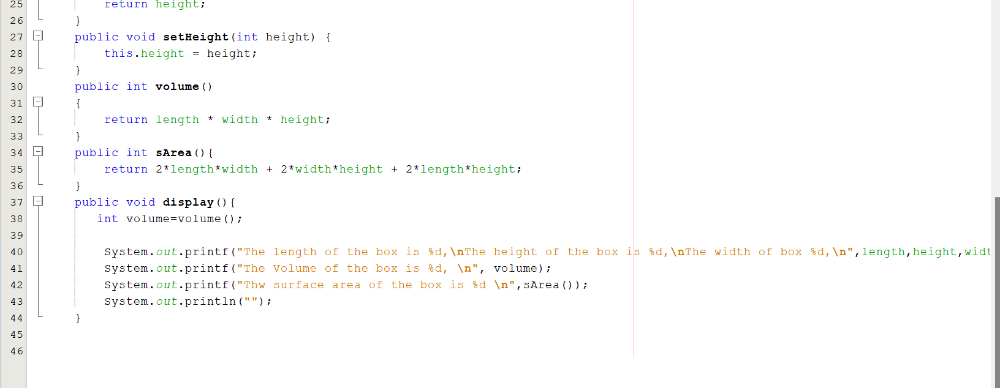 25 return height;
26 }
27 public void setHeight(int height) {
28 this.height = height;
29 }
30 public int volume()
31 {
32 return length * width * height;
33 }
34 public int sArea(){
35 return 2*length*width + 2*width*height + 2*length*height;
36 }
37 public void display(){
38 int volume=volume();
39
40 System.out.printf("The length of the box is %d,\nThe height of the box is %d,\nThe width of box %d,\n",length,height,widt
41 System.out.printf("The Volume of the box is %d, \n", volume);
42 System.out.printf("Thw surface area of the box is %d \n",sArea());
43 System.out.println("");
44 }
45
46